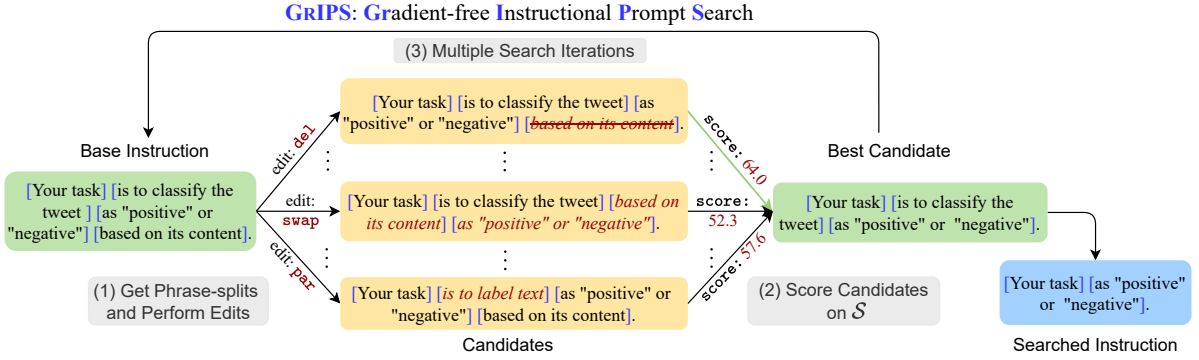 GRIPS: Gradient-free Instructional Prompt Search
(3) Multiple Search Iterations
Base Instruction
[Your task] [is to classify the
tweet ] [as "positive" or
"negative"] [based on its content].
(1) Get Phrase-splits
and Perform Edits
edit: del
edit:
swap
edit: par
[Your task] [is to classify the tweet] [as
"positive" or "negative"] [based on its content].
[Your task] [is to classify the tweet] [based on
its content] [as "positive" or "negative"].
[Your task] [is to label text] [as "positive" or
"negative"] [based on its content].
Candidates
score: 64.0
score:
52.3
score: 57.6
(2) Score Candidates
on S
Best Candidate
[Your task] [is to classify the
tweet] [as "positive" or "negative"].
[Your task] [as "positive"
or "negative"].
Searched Instruction